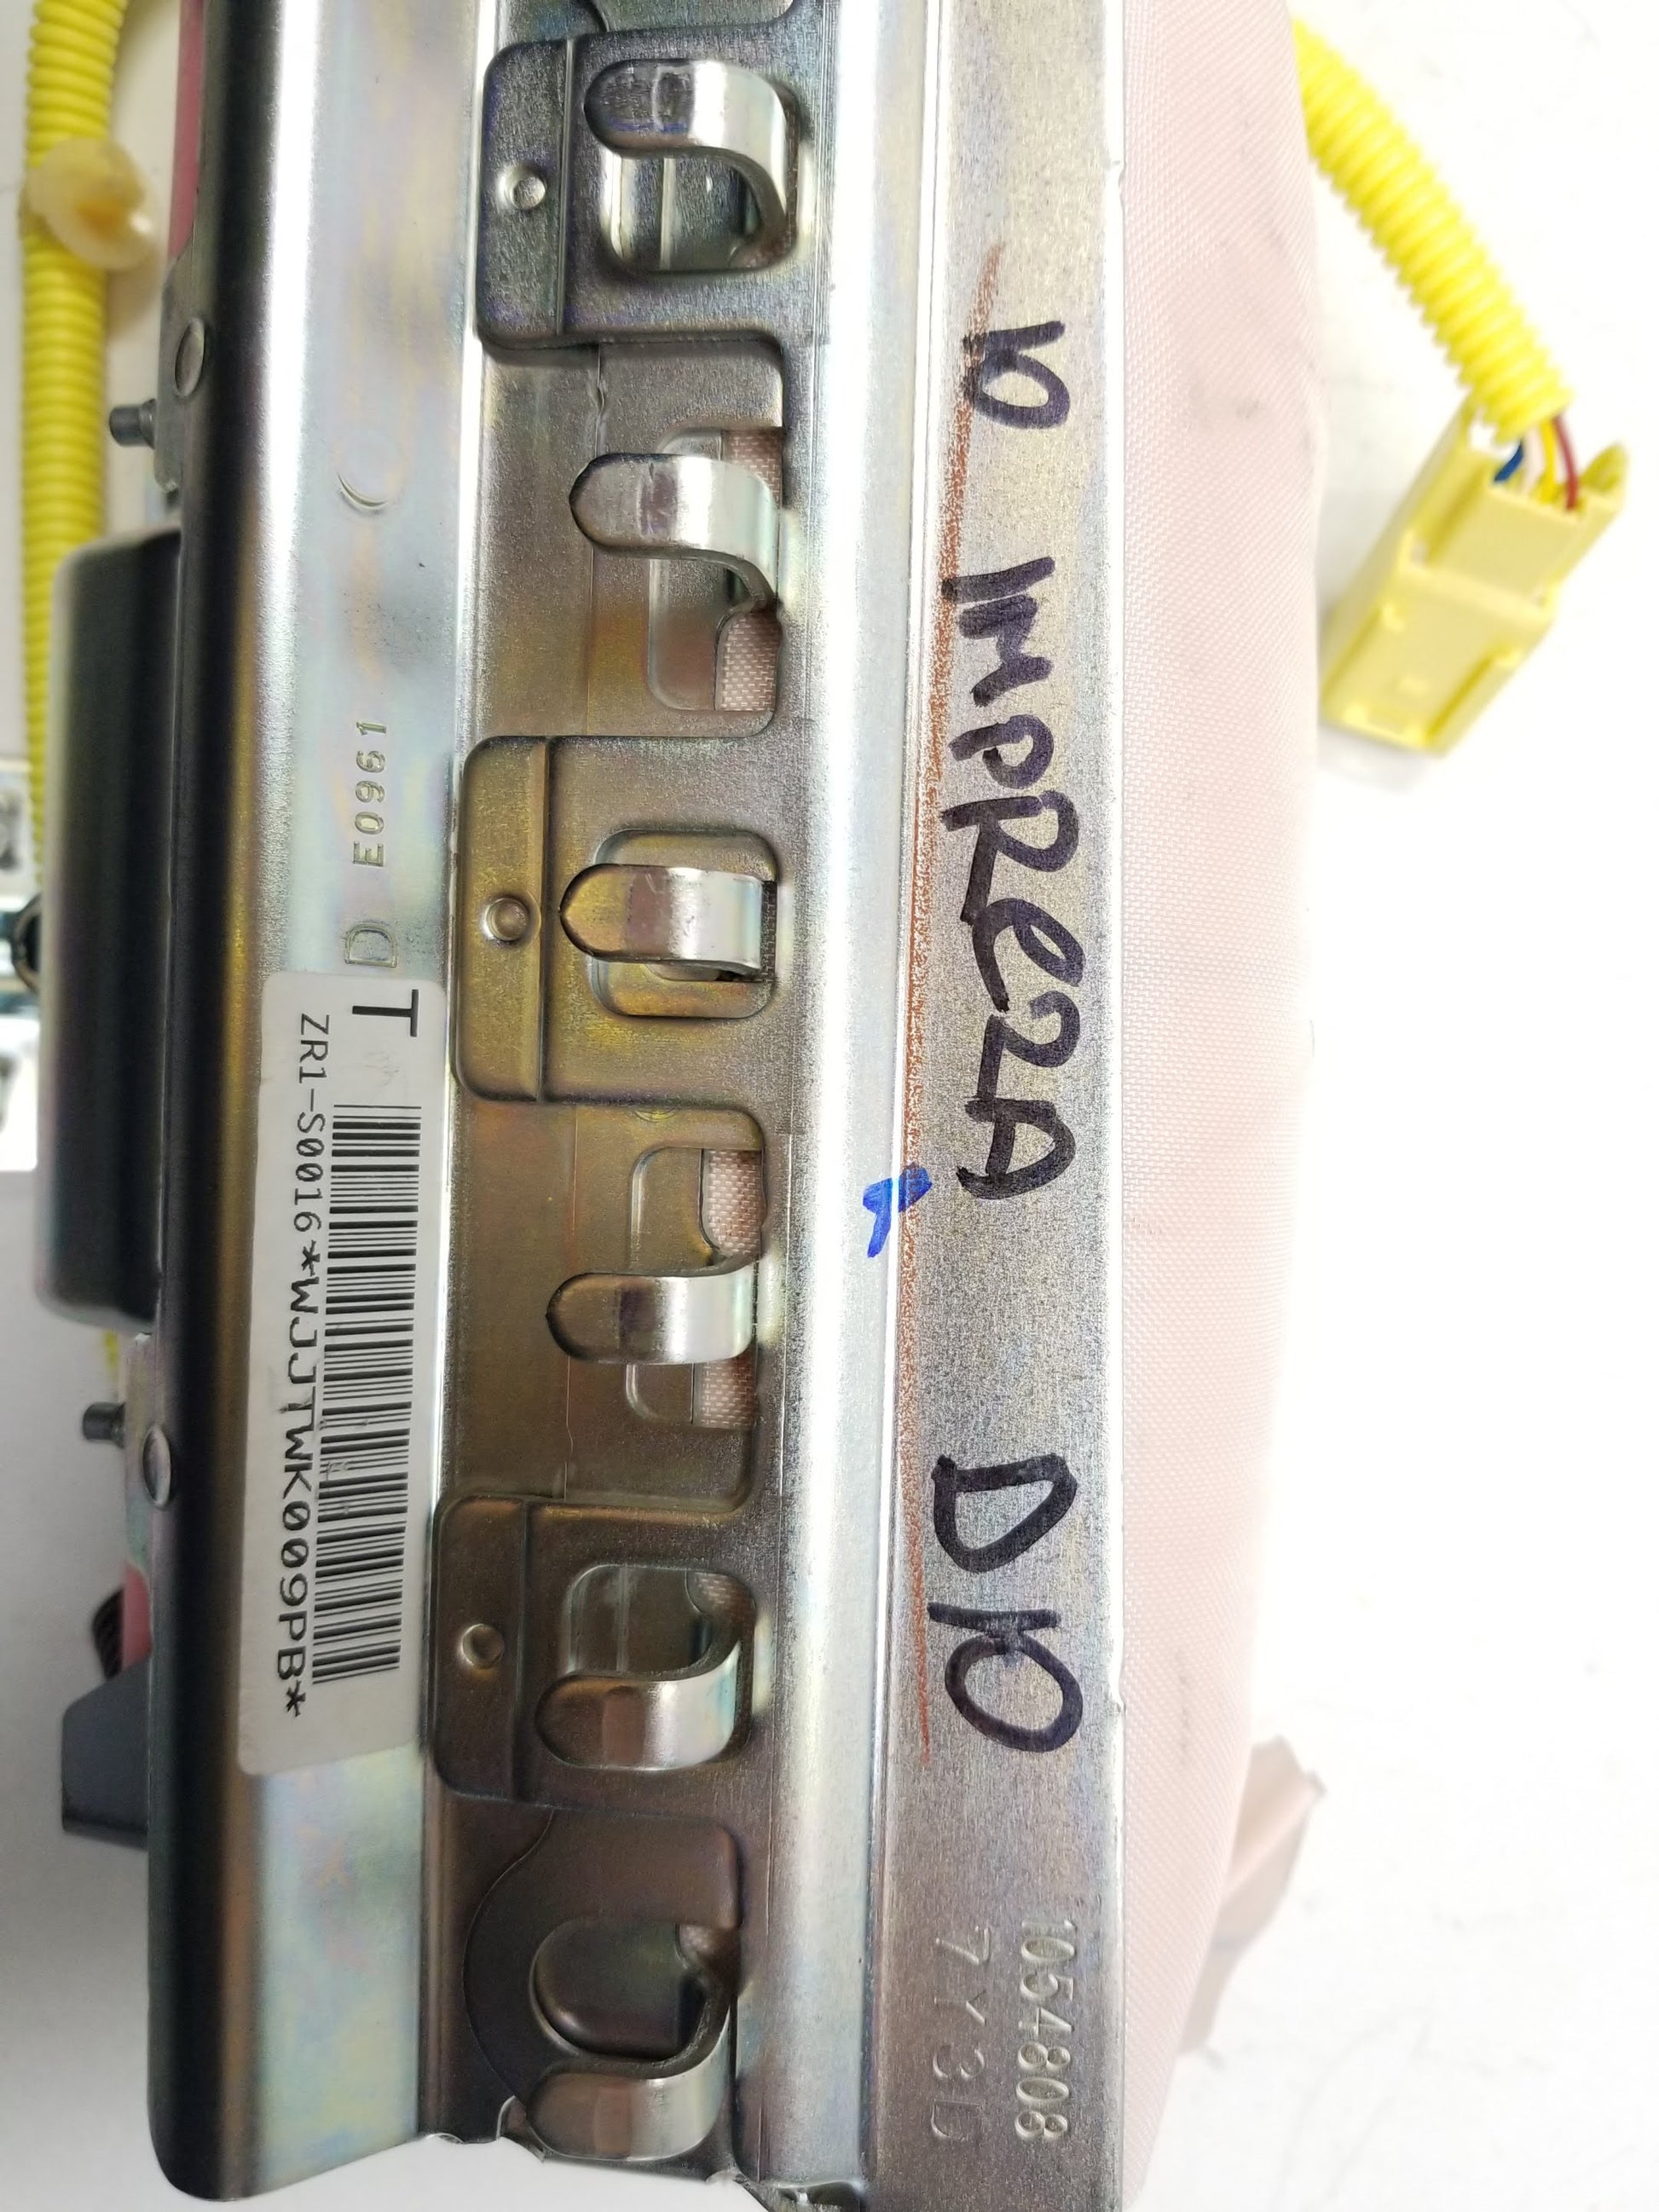 10 IMPREZA D10
1054808
7Y3D
E0961
D
T
ZR1-S0016**WJJTWK009PB*